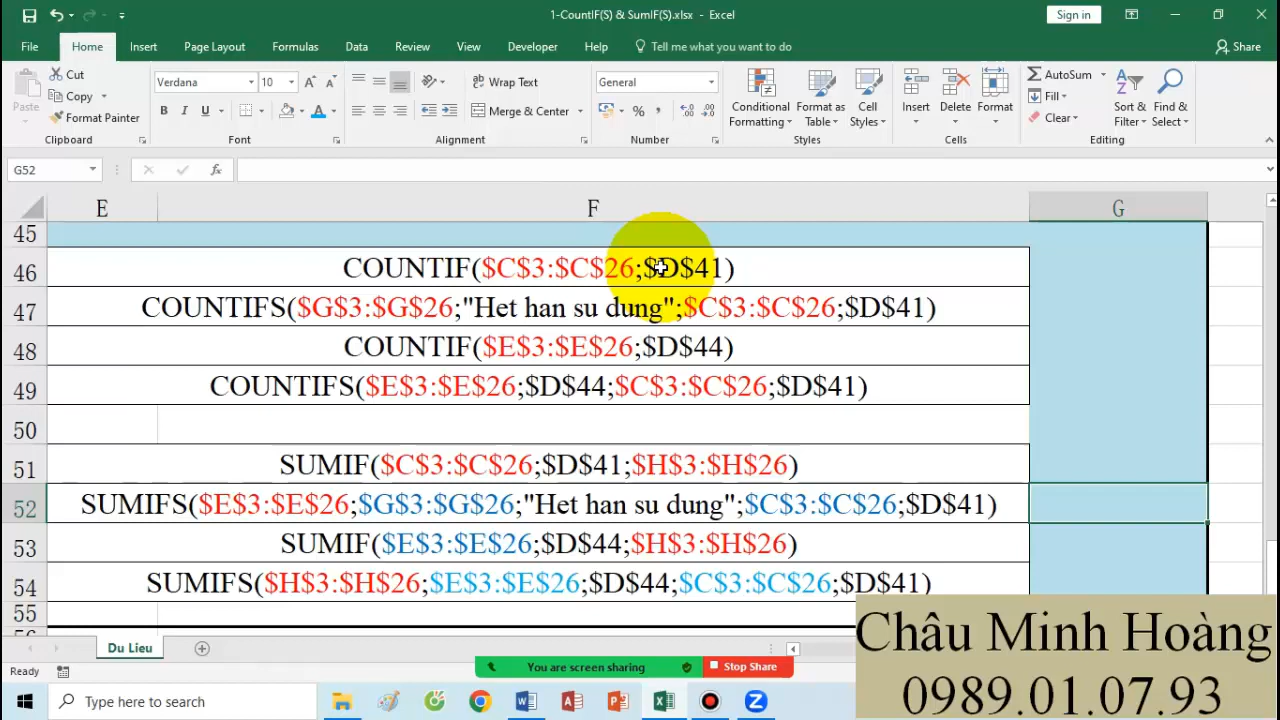 1-CountIF(S) & SumIF(S).xlsx - Excel
Sign in
File Home Insert Page Layout Formulas Data Review View Developer Help Tell me what you want to do Share
Paste
Cut
Copy
Format Painter
Clipboard
Verdana 10
B I U
Font
Wrap Text
Merge & Center
Alignment
General
Number
Conditional Formatting
Format as Table
Cell Styles
Styles
Insert Delete Format
Cells
AutoSum
Fill
Clear
Sort & Filter
Find & Select
Editing
G52
E F G
45
46 COUNTIF($C$3:$C$26;$D$41)
47 COUNTIFS($G$3:$G$26;"Het han su dung";$C$3:$C$26;$D$41)
48 COUNTIF($E$3:$E$26;$D$44)
49 COUNTIFS($E$3:$E$26;$D$44;$C$3:$C$26;$D$41)
50
51 SUMIF($C$3:$C$26;$D$41;$H$3:$H$26)
52 SUMIFS($E$3:$E$26;$G$3:$G$26;"Het han su dung";$C$3:$C$26;$D$41)
53 SUMIF($E$3:$E$26;$D$44;$H$3:$H$26)
54 SUMIFS($H$3:$H$26;$E$3:$E$26;$D$44;$C$3:$C$26;$D$41)
55
Châu Minh Hoàng
0989.01.07.93
Du Lieu
Ready
You are screen sharing Stop Share
Type here to search